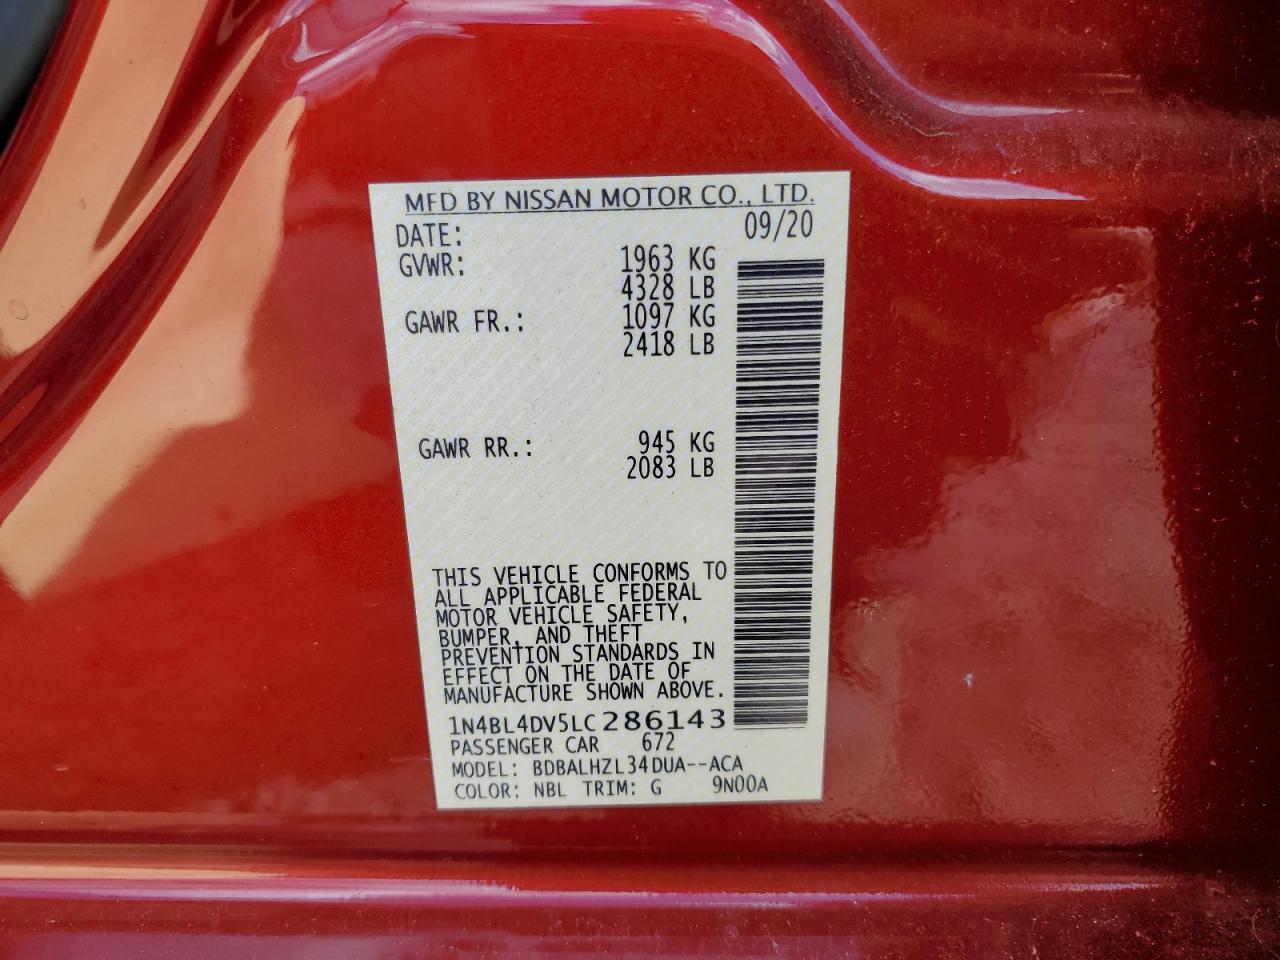 MFD BY NISSAN MOTOR CO., LTD.
DATE: 09/20
GVWR: 1963 KG
4328 LB
GAWR FR.: 1097 KG
2418 LB
GAWR RR.: 945 KG
2083 LB
THIS VEHICLE CONFORMS TO
ALL APPLICABLE FEDERAL
MOTOR VEHICLE SAFETY,
BUMPER, AND THEFT
PREVENTION STANDARDS IN
EFFECT ON THE DATE OF
MANUFACTURE SHOWN ABOVE.
1N4BL4DV5LC286143
PASSENGER CAR 672
MODEL: BDBALHZL34DUA--ACA
COLOR: NBL TRIM: G 9N00A